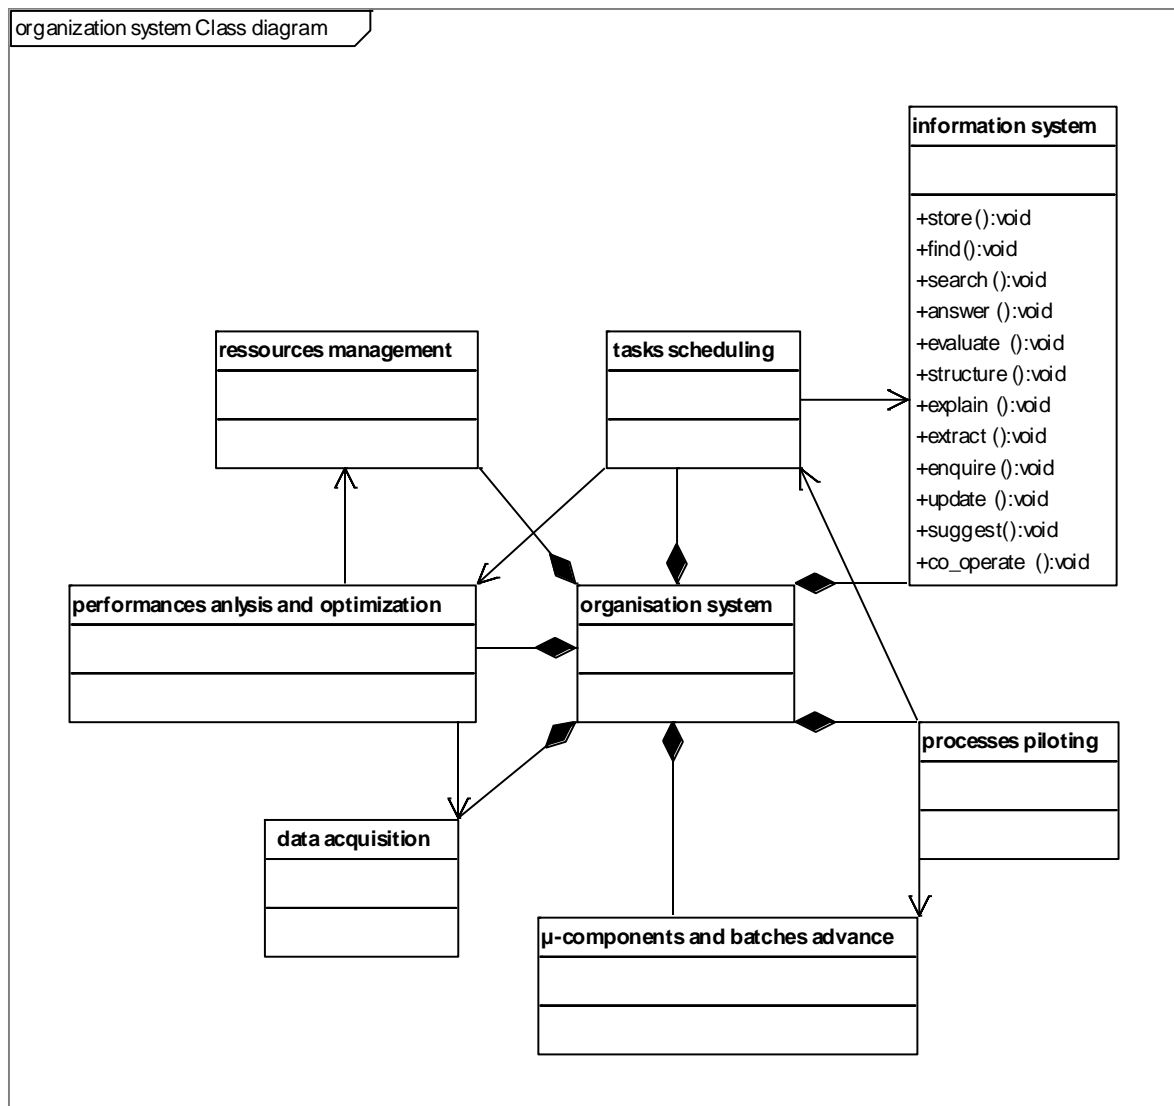 organization system Class diagram
information system
+store():void
+find():void
+search ():void
+answer ():void
+evaluate ():void
+structure ():void
+explain ():void
+extract ():void
+enquire ():void
+update ():void
+suggest():void
+co_operate ():void
ressources management
tasks scheduling
performances anlysis and optimization
organisation system
processes piloting
data acquisition
µ-components and batches advance